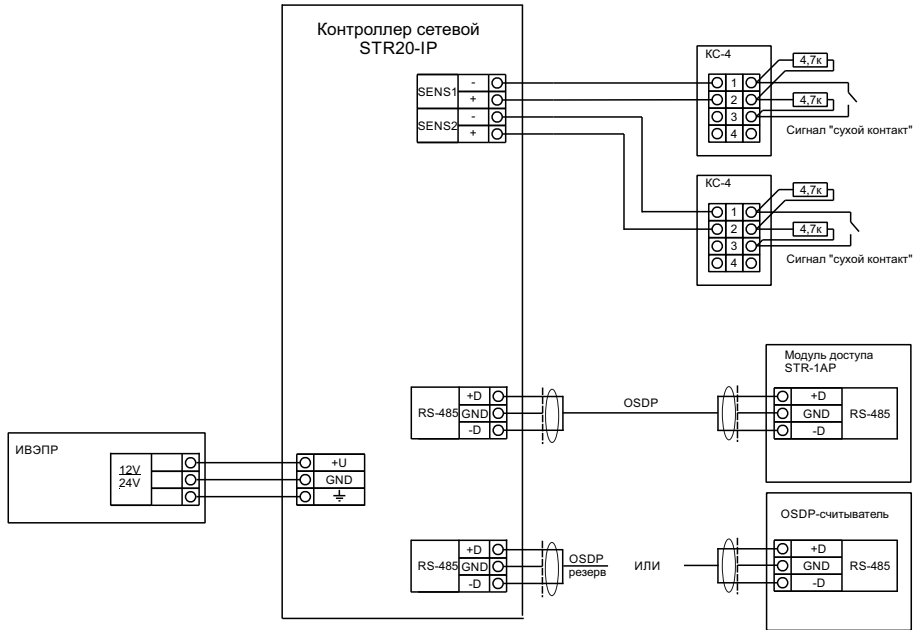 Контроллер сетевой
STR20-IP
SENS1
-
+
SENS2
-
+
КС-4
1
2
3
4
4,7к
4,7к
Сигнал "сухой контакт"
КС-4
1
2
3
4
4,7к
4,7к
Сигнал "сухой контакт"
RS-485
+D
GND
-D
OSDP
Модуль доступа
STR-1AP
+D
GND
-D
RS-485
ИВЭПР
12V
24V
+U
GND
RS-485
+D
GND
-D
OSDP
резерв
ИЛИ
OSDP-считыватель
+D
GND
-D
RS-485